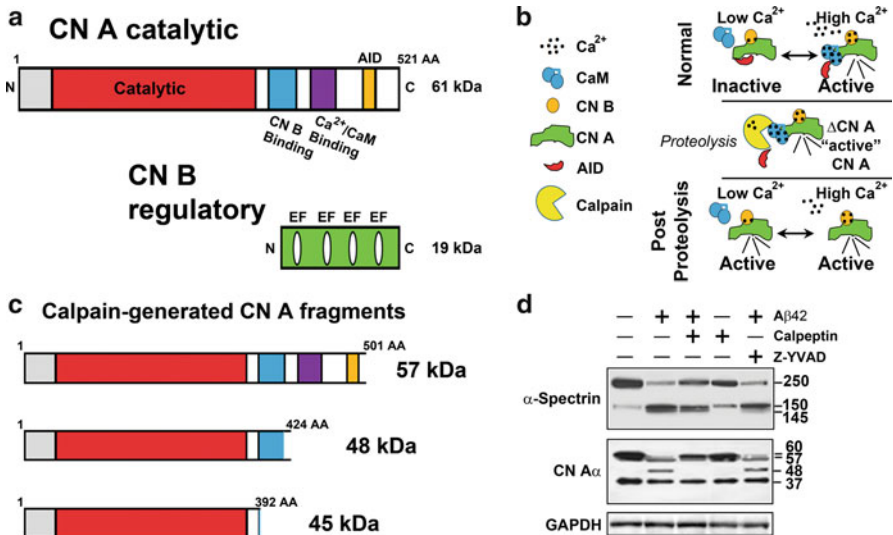 a
CN A catalytic
1
AID
521 AA
N
Catalytic
C
61 kDa
CN B
Binding
Ca2+/CaM
Binding
CN B
regulatory
EF EF EF EF
N
C
19 kDa
b
Ca2+
CaM
CN B
CN A
AID
Calpain
Normal
Low Ca2+
High Ca2+
Inactive
Active
Proteolysis
ΔCN A
“active”
CN A
Post
Proteolysis
Low Ca2+
High Ca2+
Active
Active
c
Calpain-generated CN A fragments
1
501 AA
57 kDa
1
424 AA
48 kDa
1
392 AA
45 kDa
d
— + + — + Aβ42
— — + + — Calpeptin
— — — — + Z-YVAD
α-Spectrin
250
150
145
CN Aα
60
57
48
37
GAPDH